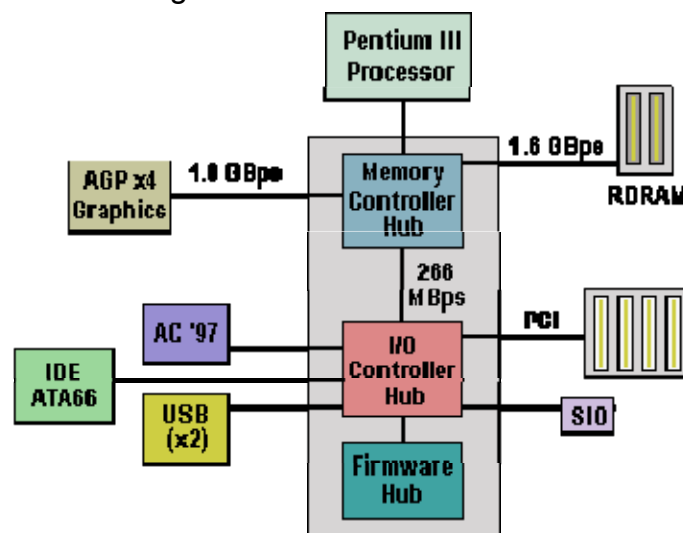 Pentium III
Processor
1.6 GBps
AGP x4
Graphics
1.0 GBps
Memory
Controller
Hub
RDRAM
266
MBps
AC '97
PCI
I/O
Controller
Hub
IDE
ATA66
USB
(x2)
SIO
Firmware
Hub